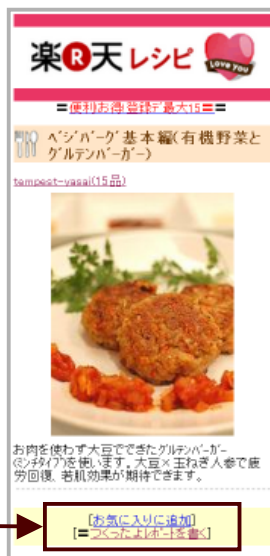 楽R天レシピ Love You
〓便利お得!登録デ最大15〓〓
ﾍﾞｼﾞﾊﾞｰｸﾞ基本編(有機野菜と
ｸﾞﾙﾃﾝﾊﾞｰｶﾞｰ)
tempest-yasai(15品)
お肉を使わず大豆でできたｸﾞﾙﾃﾝﾊﾞｰｶﾞｰ
(ﾐﾝﾁﾀｲﾌﾟ)を使います。大豆×玉ねぎ人参で疲
労回復、若肌効果が期待できます。
[お気に入りに追加]
[〓つくったよﾚﾎﾟｰﾄを書く]